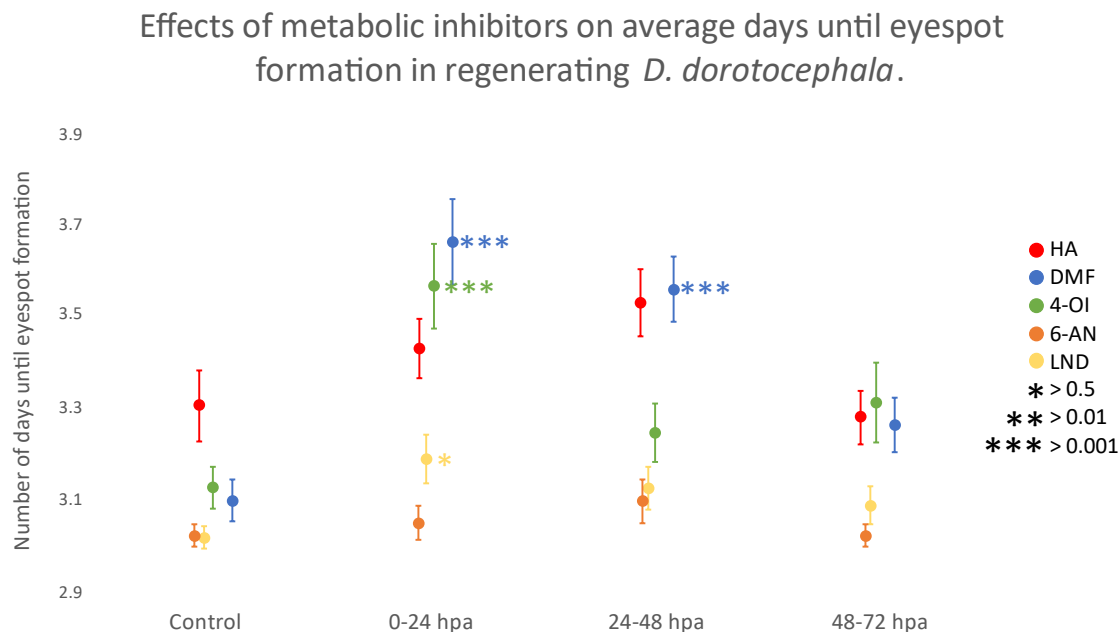 Effects of metabolic inhibitors on average days until eyespot
formation in regenerating D. dorotocephala.
Number of days until eyespot formation
3.9
3.7
3.5
3.3
3.1
2.9
***
***
*
***
Control
0-24 hpa
24-48 hpa
48-72 hpa
HA
DMF
4-OI
6-AN
LND
* > 0.5
** > 0.01
*** > 0.001